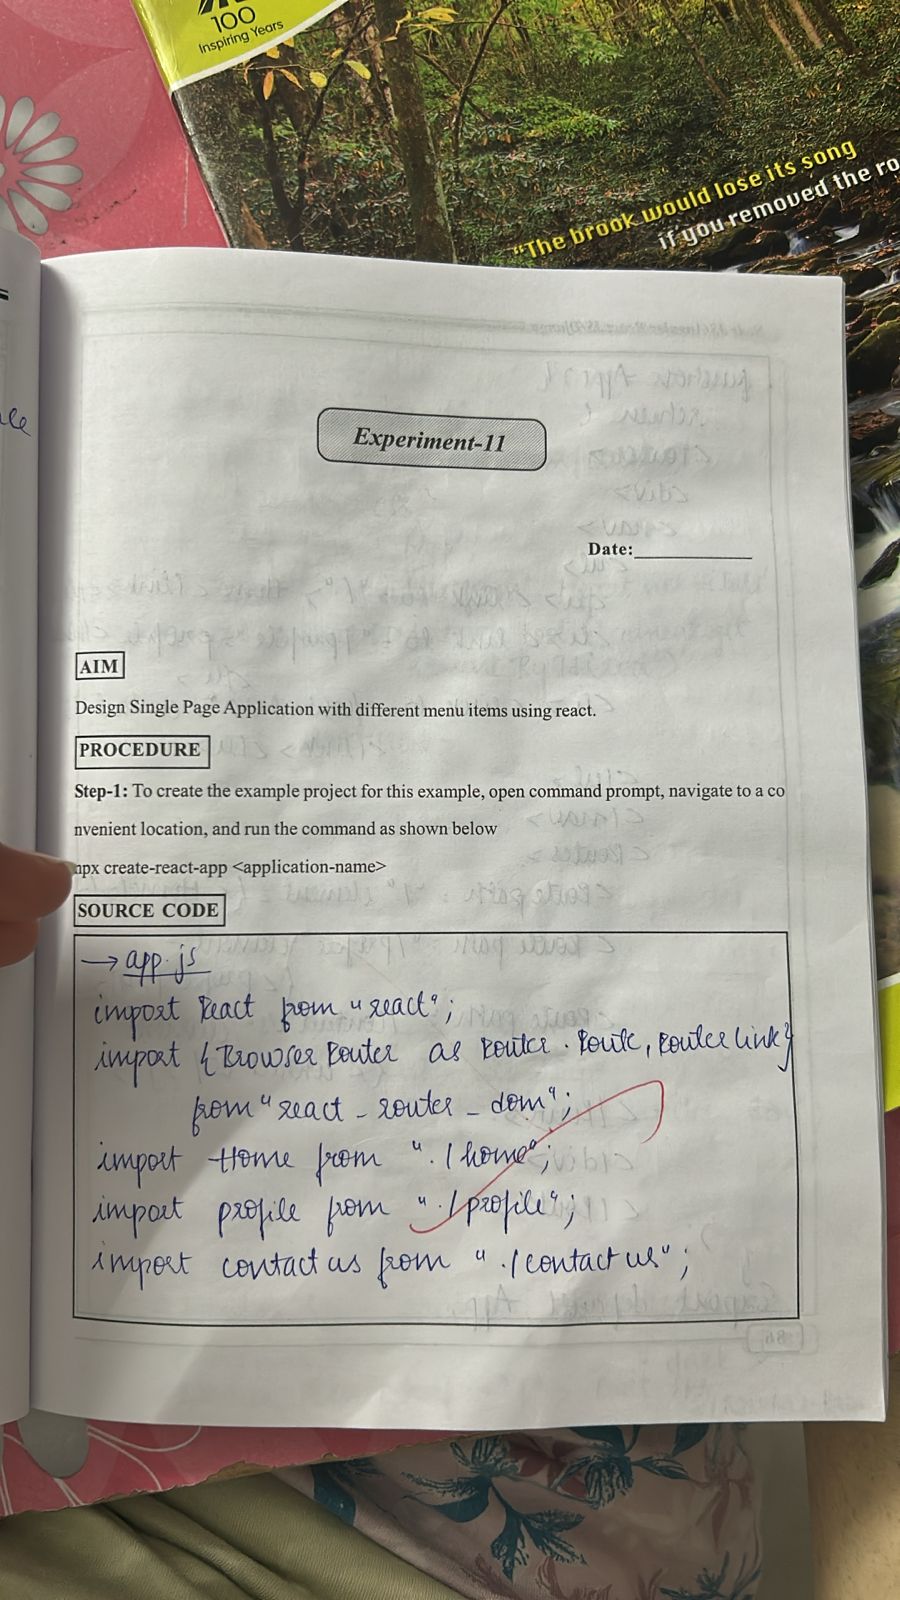 100
Inspiring Years
"The brook would lose its song
if you removed the ro
Experiment-11
Date:
AIM
Design Single Page Application with different menu items using react.
PROCEDURE
Step-1: To create the example project for this example, open command prompt, navigate to a co
nvenient location, and run the command as shown below
npx create-react-app <application-name>
SOURCE CODE
→ app.js
import React from "react";
import {BrowserRouter as Router. Route, Router link}
from "react - router - dom";
import Home from "./home";
import profile from "./profile";
import contact us from "./contact us";